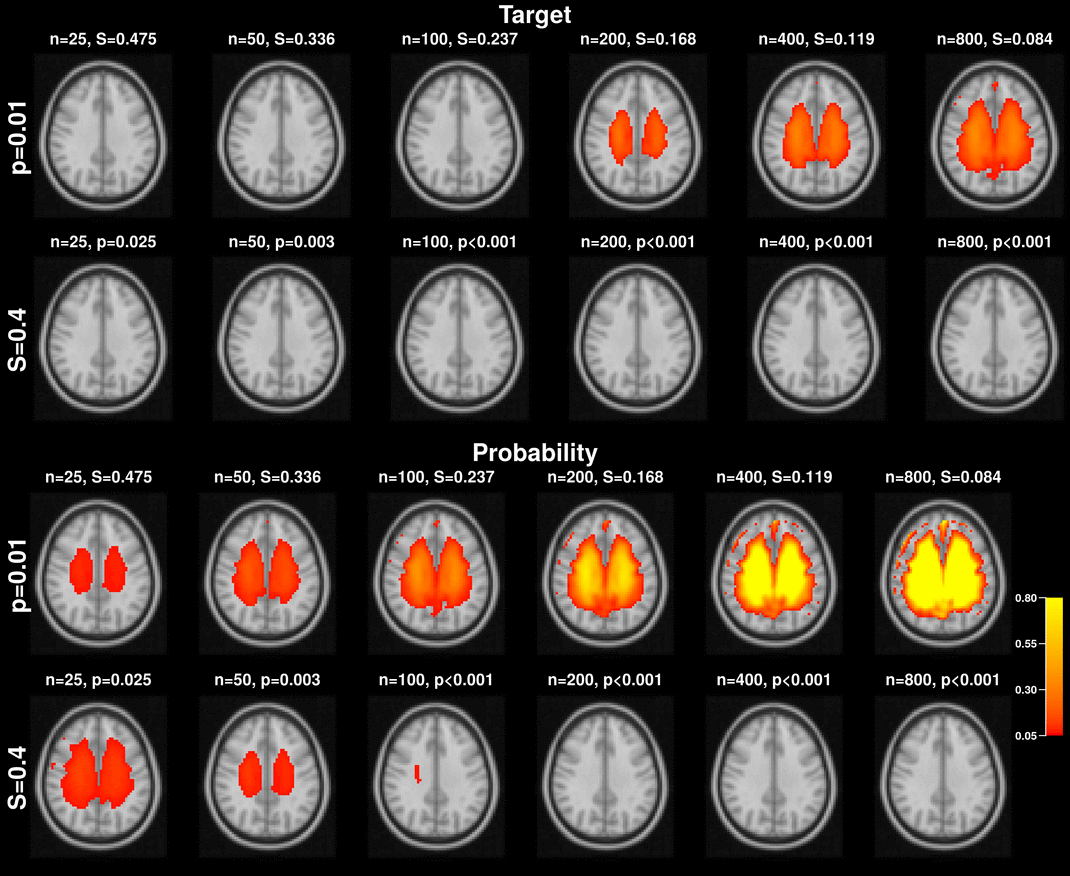 Target
n=25, S=0.475 n=50, S=0.336 n=100, S=0.237 n=200, S=0.168 n=400, S=0.119 n=800, S=0.084
p=0.01
n=25, p=0.025 n=50, p=0.003 n=100, p<0.001 n=200, p<0.001 n=400, p<0.001 n=800, p<0.001
S=0.4
Probability
n=25, S=0.475 n=50, S=0.336 n=100, S=0.237 n=200, S=0.168 n=400, S=0.119 n=800, S=0.084
p=0.01
0.80
0.55
0.30
0.05
n=25, p=0.025 n=50, p=0.003 n=100, p<0.001 n=200, p<0.001 n=400, p<0.001 n=800, p<0.001
S=0.4